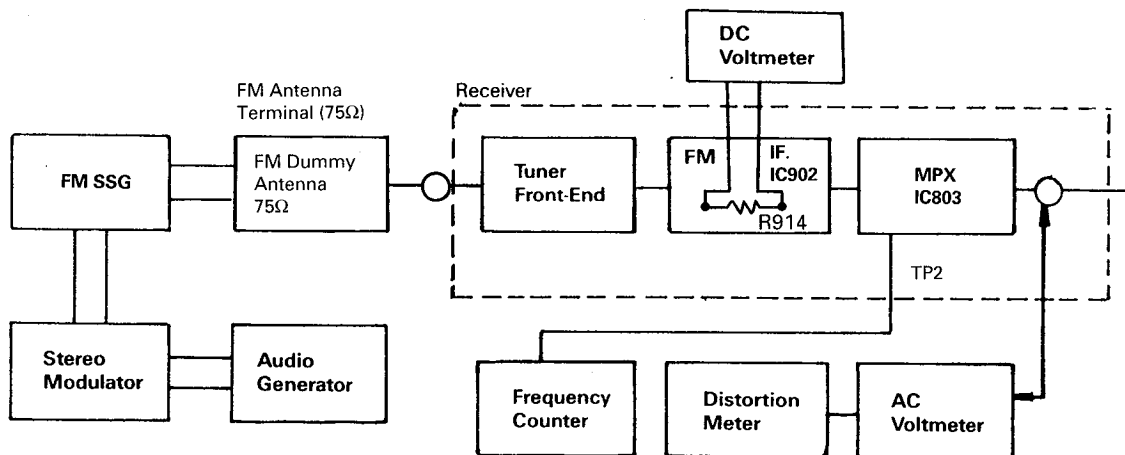 DC
Voltmeter
FM Antenna
Terminal (75Ω)
Receiver
FM SSG
FM Dummy
Antenna
75Ω
Tuner
Front-End
FM
IF.
IC902
R914
MPX
IC803
TP2
Stereo
Modulator
Audio
Generator
Frequency
Counter
Distortion
Meter
AC
Voltmeter